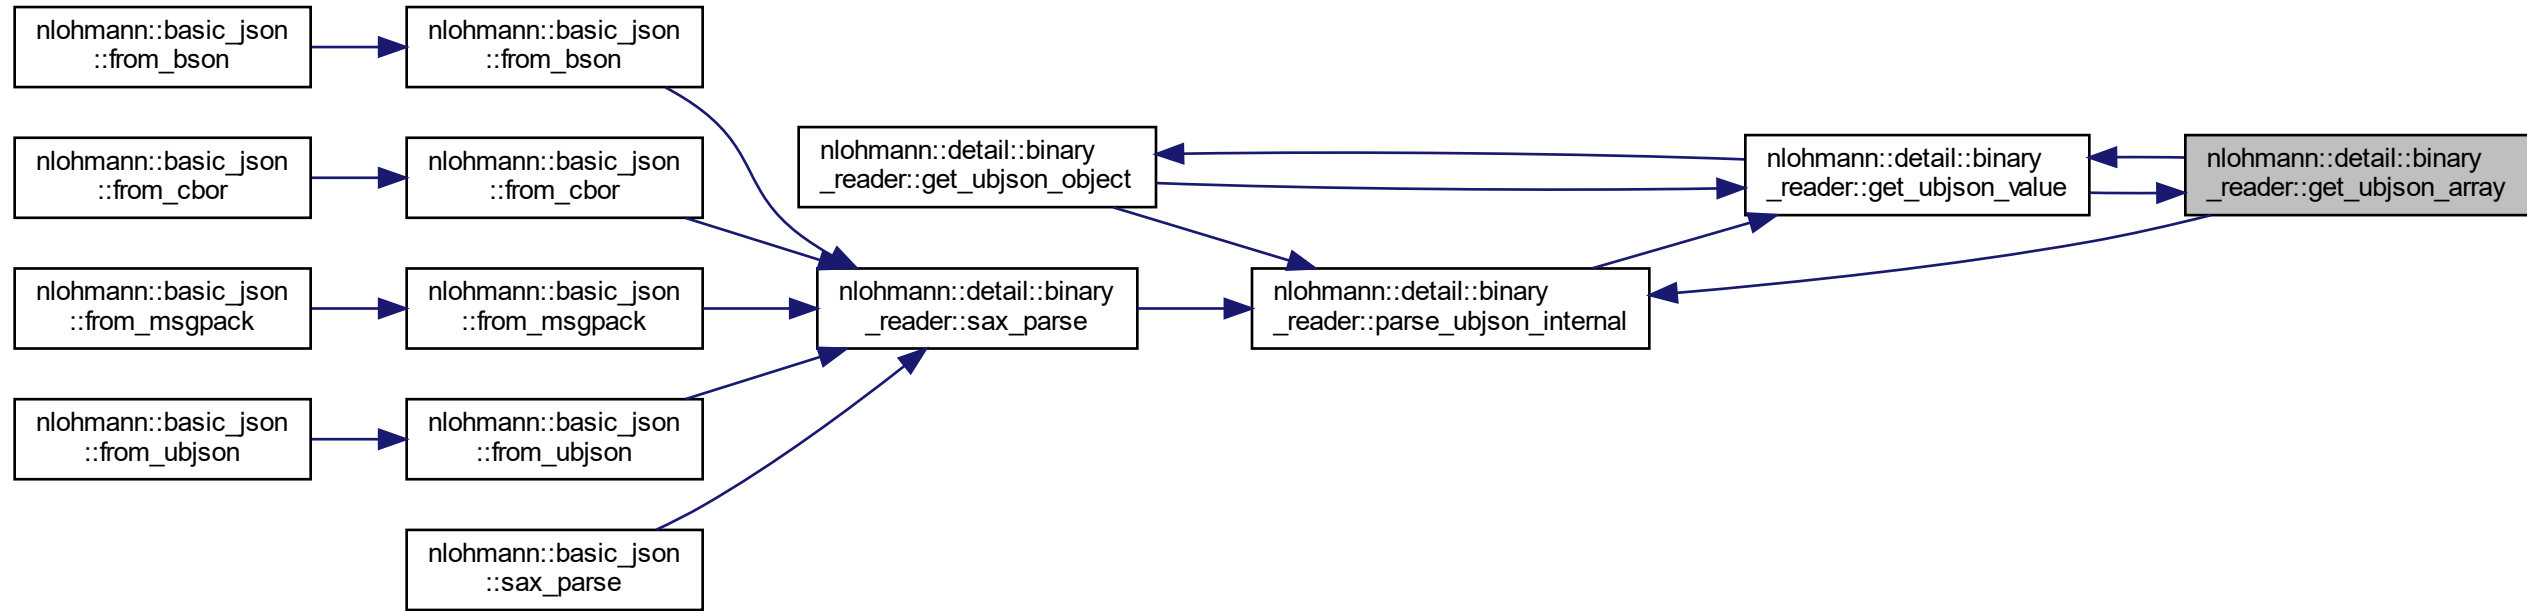 nlohmann::basic_json
::from_bson
nlohmann::basic_json
::from_bson
nlohmann::basic_json
::from_cbor
nlohmann::basic_json
::from_cbor
nlohmann::basic_json
::from_msgpack
nlohmann::basic_json
::from_msgpack
nlohmann::basic_json
::from_ubjson
nlohmann::basic_json
::from_ubjson
nlohmann::basic_json
::sax_parse
nlohmann::detail::binary
_reader::get_ubjson_object
nlohmann::detail::binary
_reader::sax_parse
nlohmann::detail::binary
_reader::parse_ubjson_internal
nlohmann::detail::binary
_reader::get_ubjson_value
nlohmann::detail::binary
_reader::get_ubjson_array